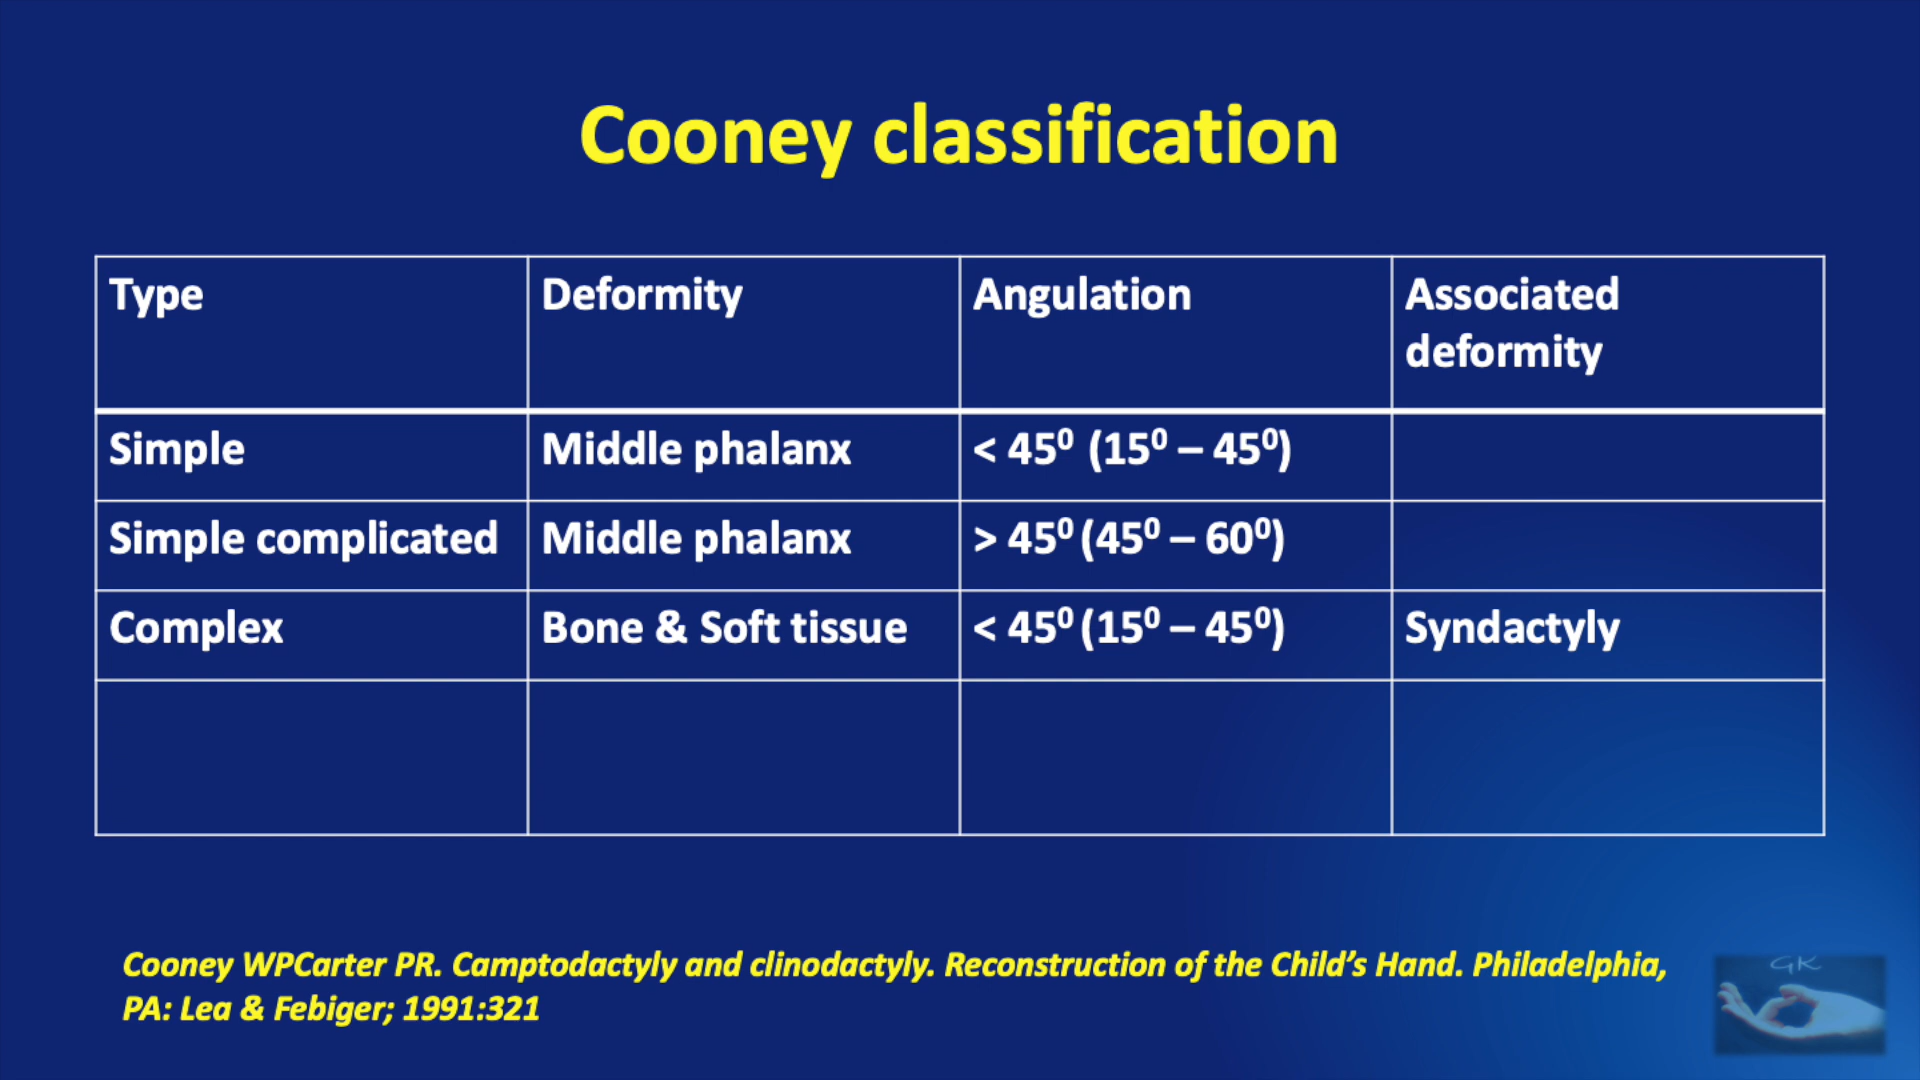 Cooney classification
Type Deformity Angulation Associated
deformity
Simple Middle phalanx < 45⁰ (15⁰ – 45⁰)
Simple complicated Middle phalanx > 45⁰ (45⁰ – 60⁰)
Complex Bone & Soft tissue < 45⁰ (15⁰ – 45⁰) Syndactyly
Cooney WPCarter PR. Camptodactyly and clinodactyly. Reconstruction of the Child’s Hand. Philadelphia,
PA: Lea & Febiger; 1991:321
GK